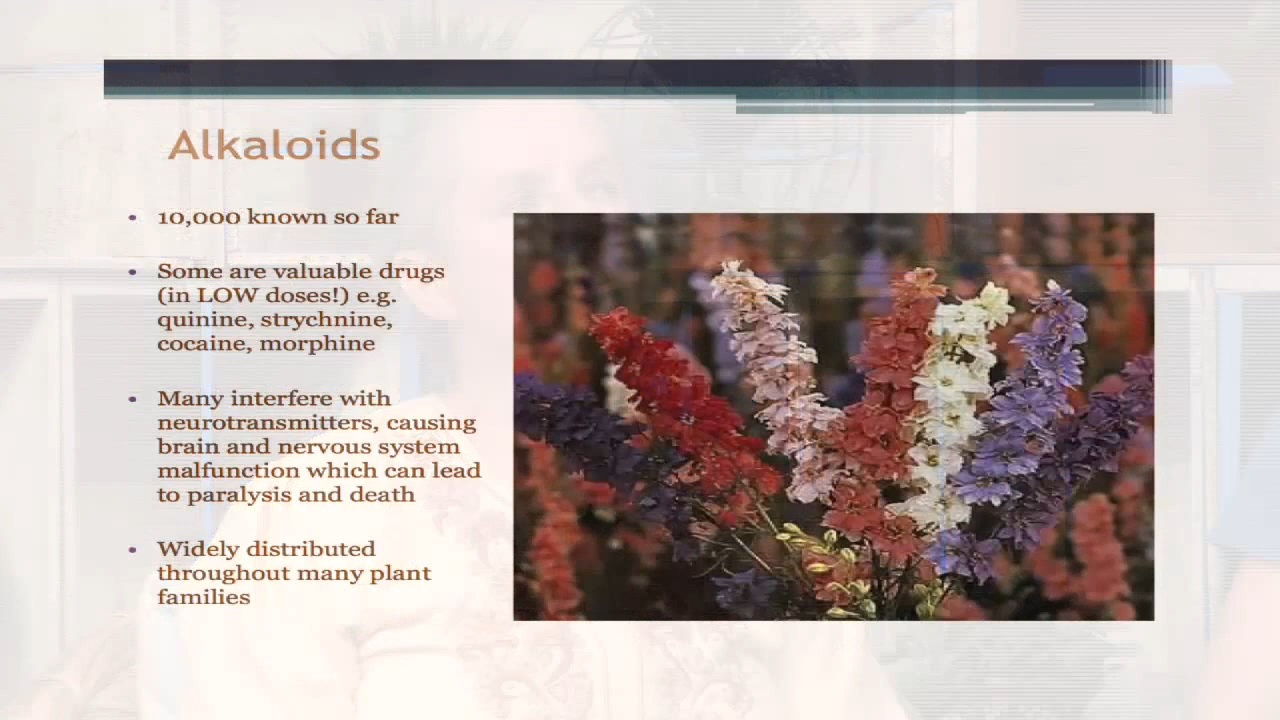 Alkaloids
• 10,000 known so far
• Some are valuable drugs
(in LOW doses!) e.g.
quinine, strychnine,
cocaine, morphine
• Many interfere with
neurotransmitters, causing
brain and nervous system
malfunction which can lead
to paralysis and death
• Widely distributed
throughout many plant
families